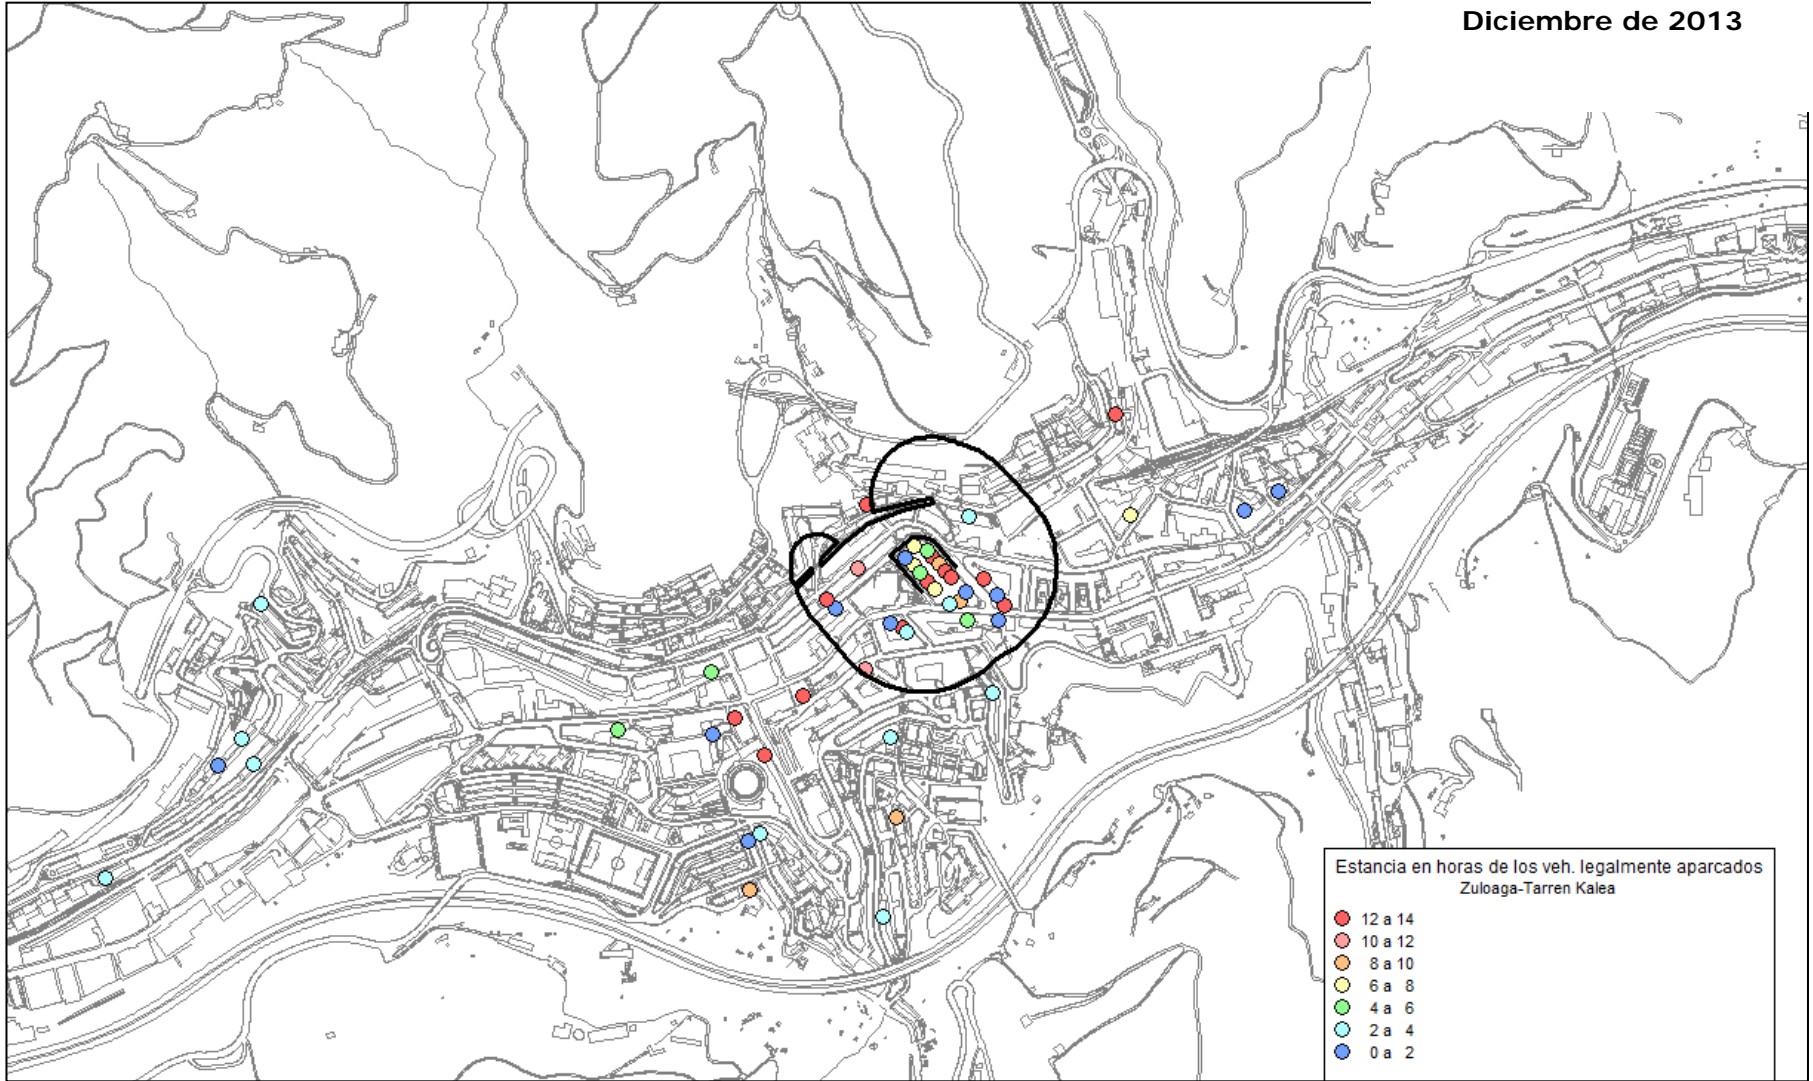 Diciembre de 2013
Estancia en horas de los veh. legalmente aparcados
Zuloaga-Tarren Kalea
12 a 14
10 a 12
8 a 10
6 a 8
4 a 6
2 a 4
0 a 2